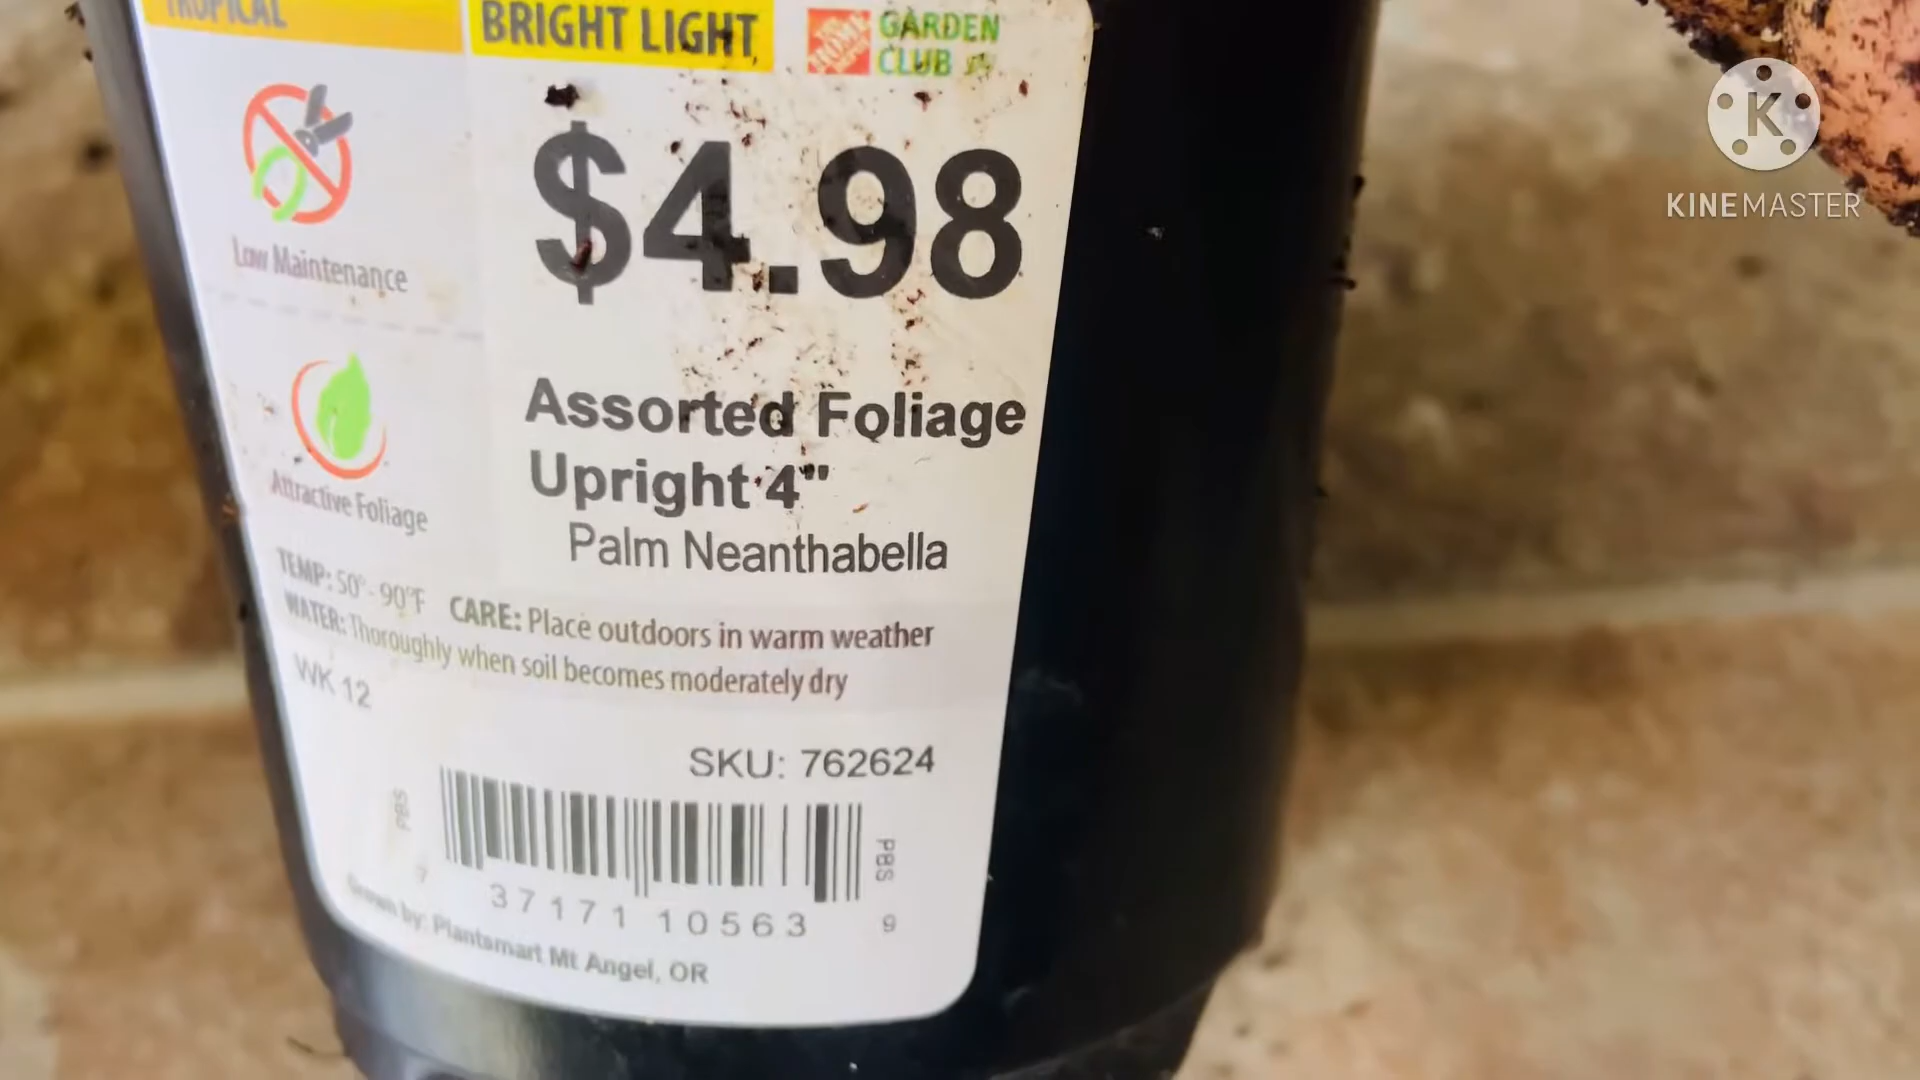 TROPICAL
BRIGHT LIGHT
THE HOME DEPOT
GARDEN
CLUB
$4.98
Low Maintenance
Assorted Foliage
Upright 4"
Palm Neanthabella
Attractive Foliage
TEMP: 50°- 90°F CARE: Place outdoors in warm weather
WATER: Thoroughly when soil becomes moderately dry
WK 12
SKU: 762624
PBS
PBS
7 37171 10563 9
Grown by: Plantsmart Mt Angel, OR
K
KINEMASTER